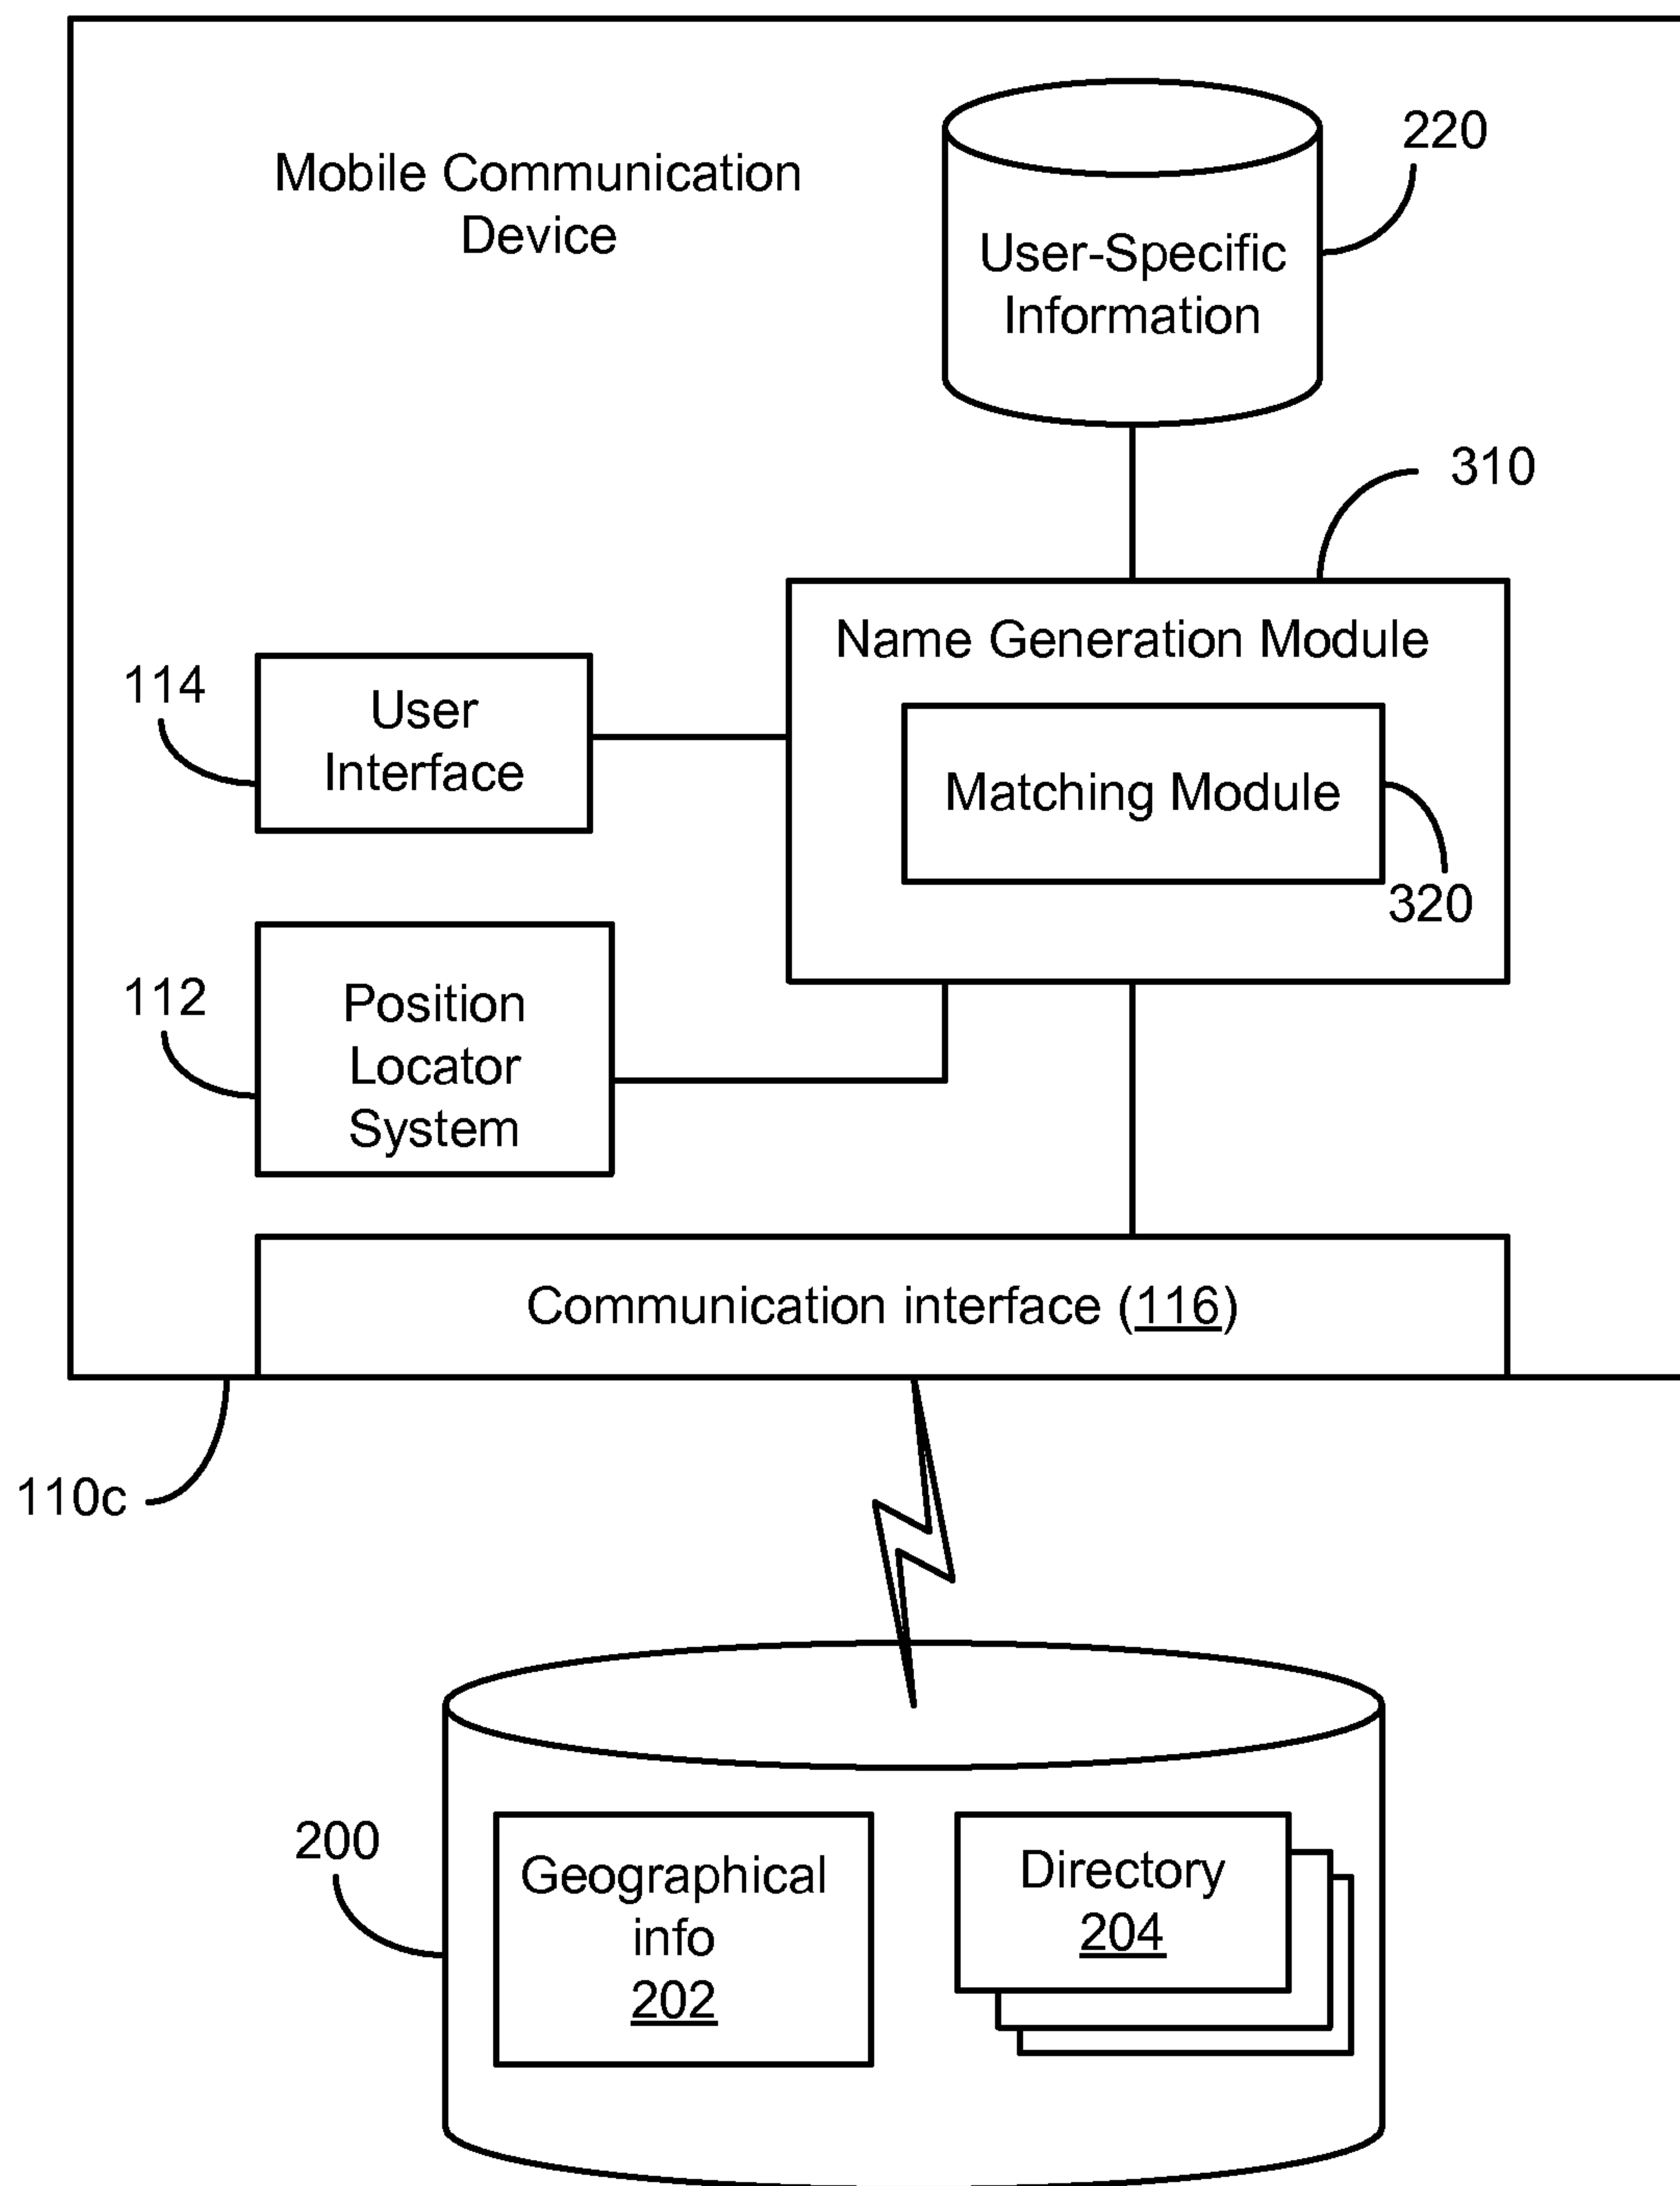 Mobile Communication
Device
220
User-Specific
Information
310
Name Generation Module
114
User
Interface
Matching Module
320
112
Position
Locator
System
Communication interface (116)
110c
200
Geographical
info
202
Directory
204